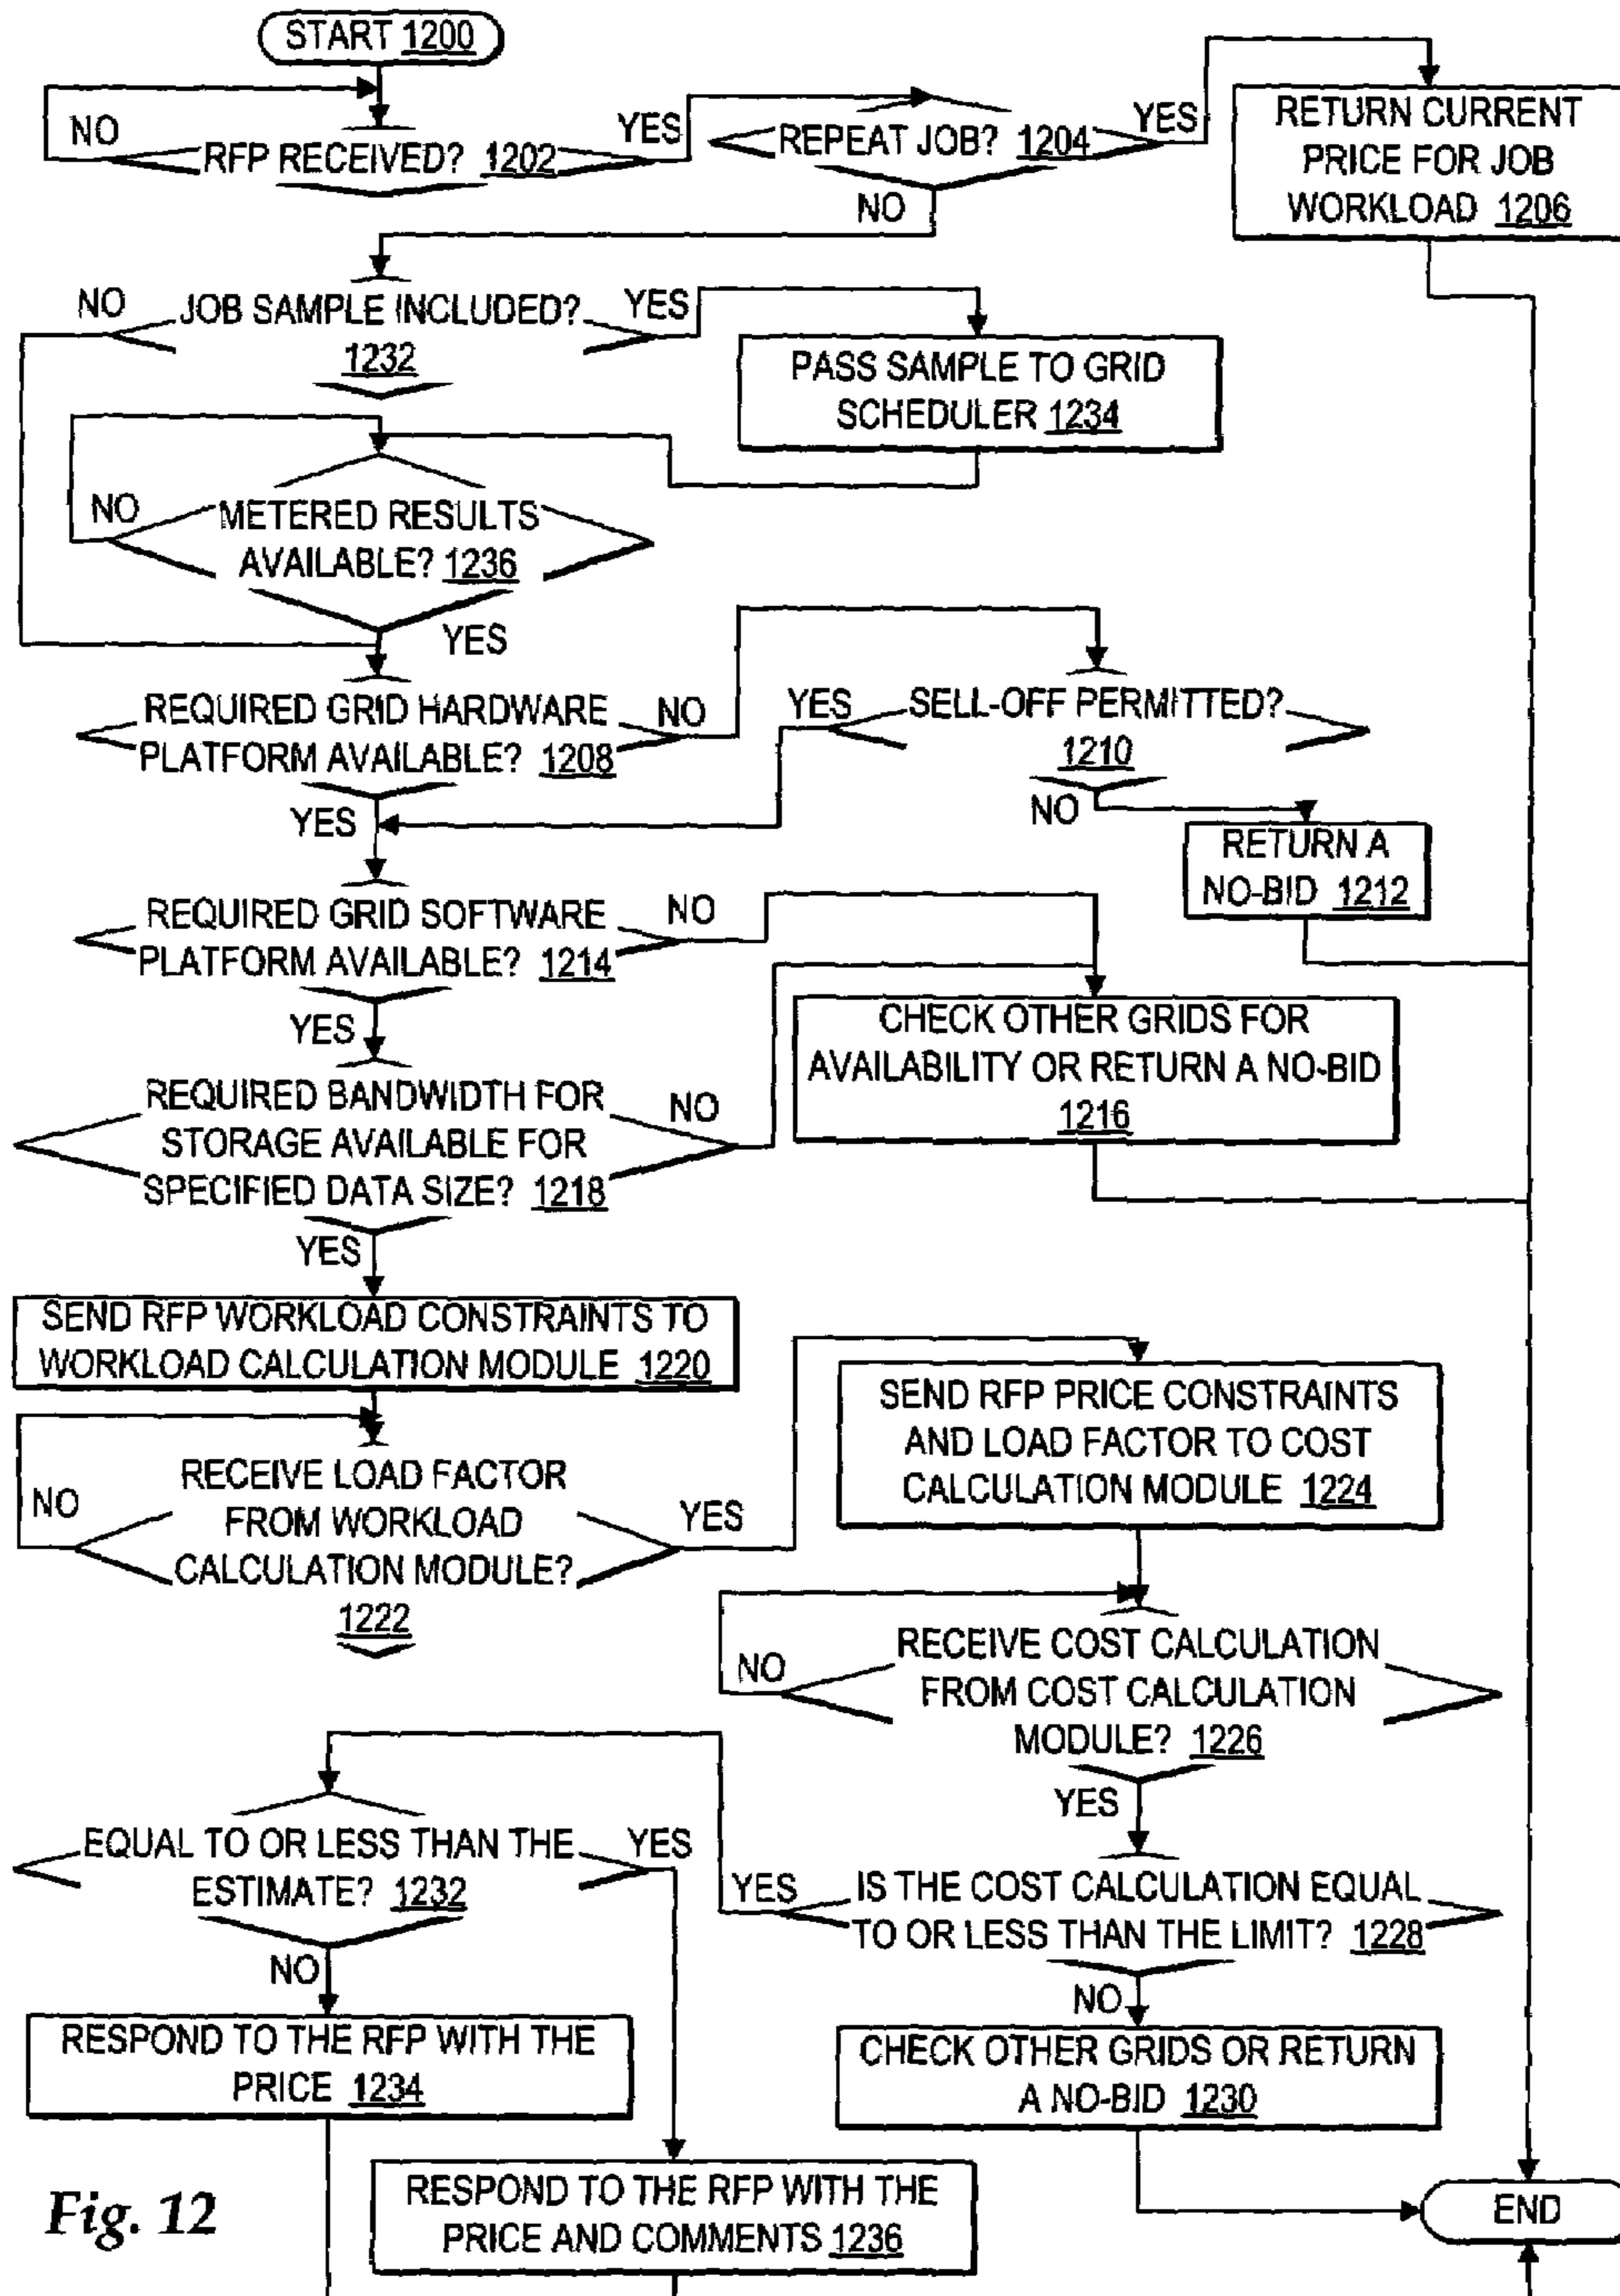 START 1200
NO
RFP RECEIVED? 1202
YES
REPEAT JOB? 1204
YES
NO
RETURN CURRENT
PRICE FOR JOB
WORKLOAD 1206
NO
JOB SAMPLE INCLUDED?
1232
YES
PASS SAMPLE TO GRID
SCHEDULER 1234
NO
METERED RESULTS
AVAILABLE? 1236
YES
REQUIRED GRID HARDWARE
PLATFORM AVAILABLE? 1208
NO
YES
YES
SELL-OFF PERMITTED?
1210
NO
RETURN A
NO-BID 1212
REQUIRED GRID SOFTWARE
PLATFORM AVAILABLE? 1214
NO
YES
CHECK OTHER GRIDS FOR
AVAILABILITY OR RETURN A NO-BID
1216
REQUIRED BANDWIDTH FOR
STORAGE AVAILABLE FOR
SPECIFIED DATA SIZE? 1218
NO
YES
SEND RFP WORKLOAD CONSTRAINTS TO
WORKLOAD CALCULATION MODULE 1220
NO
RECEIVE LOAD FACTOR
FROM WORKLOAD
CALCULATION MODULE?
1222
YES
SEND RFP PRICE CONSTRAINTS
AND LOAD FACTOR TO COST
CALCULATION MODULE 1224
NO
RECEIVE COST CALCULATION
FROM COST CALCULATION
MODULE? 1226
YES
IS THE COST CALCULATION EQUAL
TO OR LESS THAN THE LIMIT? 1228
YES
NO
CHECK OTHER GRIDS OR RETURN
A NO-BID 1230
EQUAL TO OR LESS THAN THE
ESTIMATE? 1232
YES
NO
RESPOND TO THE RFP WITH THE
PRICE 1234
RESPOND TO THE RFP WITH THE
PRICE AND COMMENTS 1236
END
Fig. 12